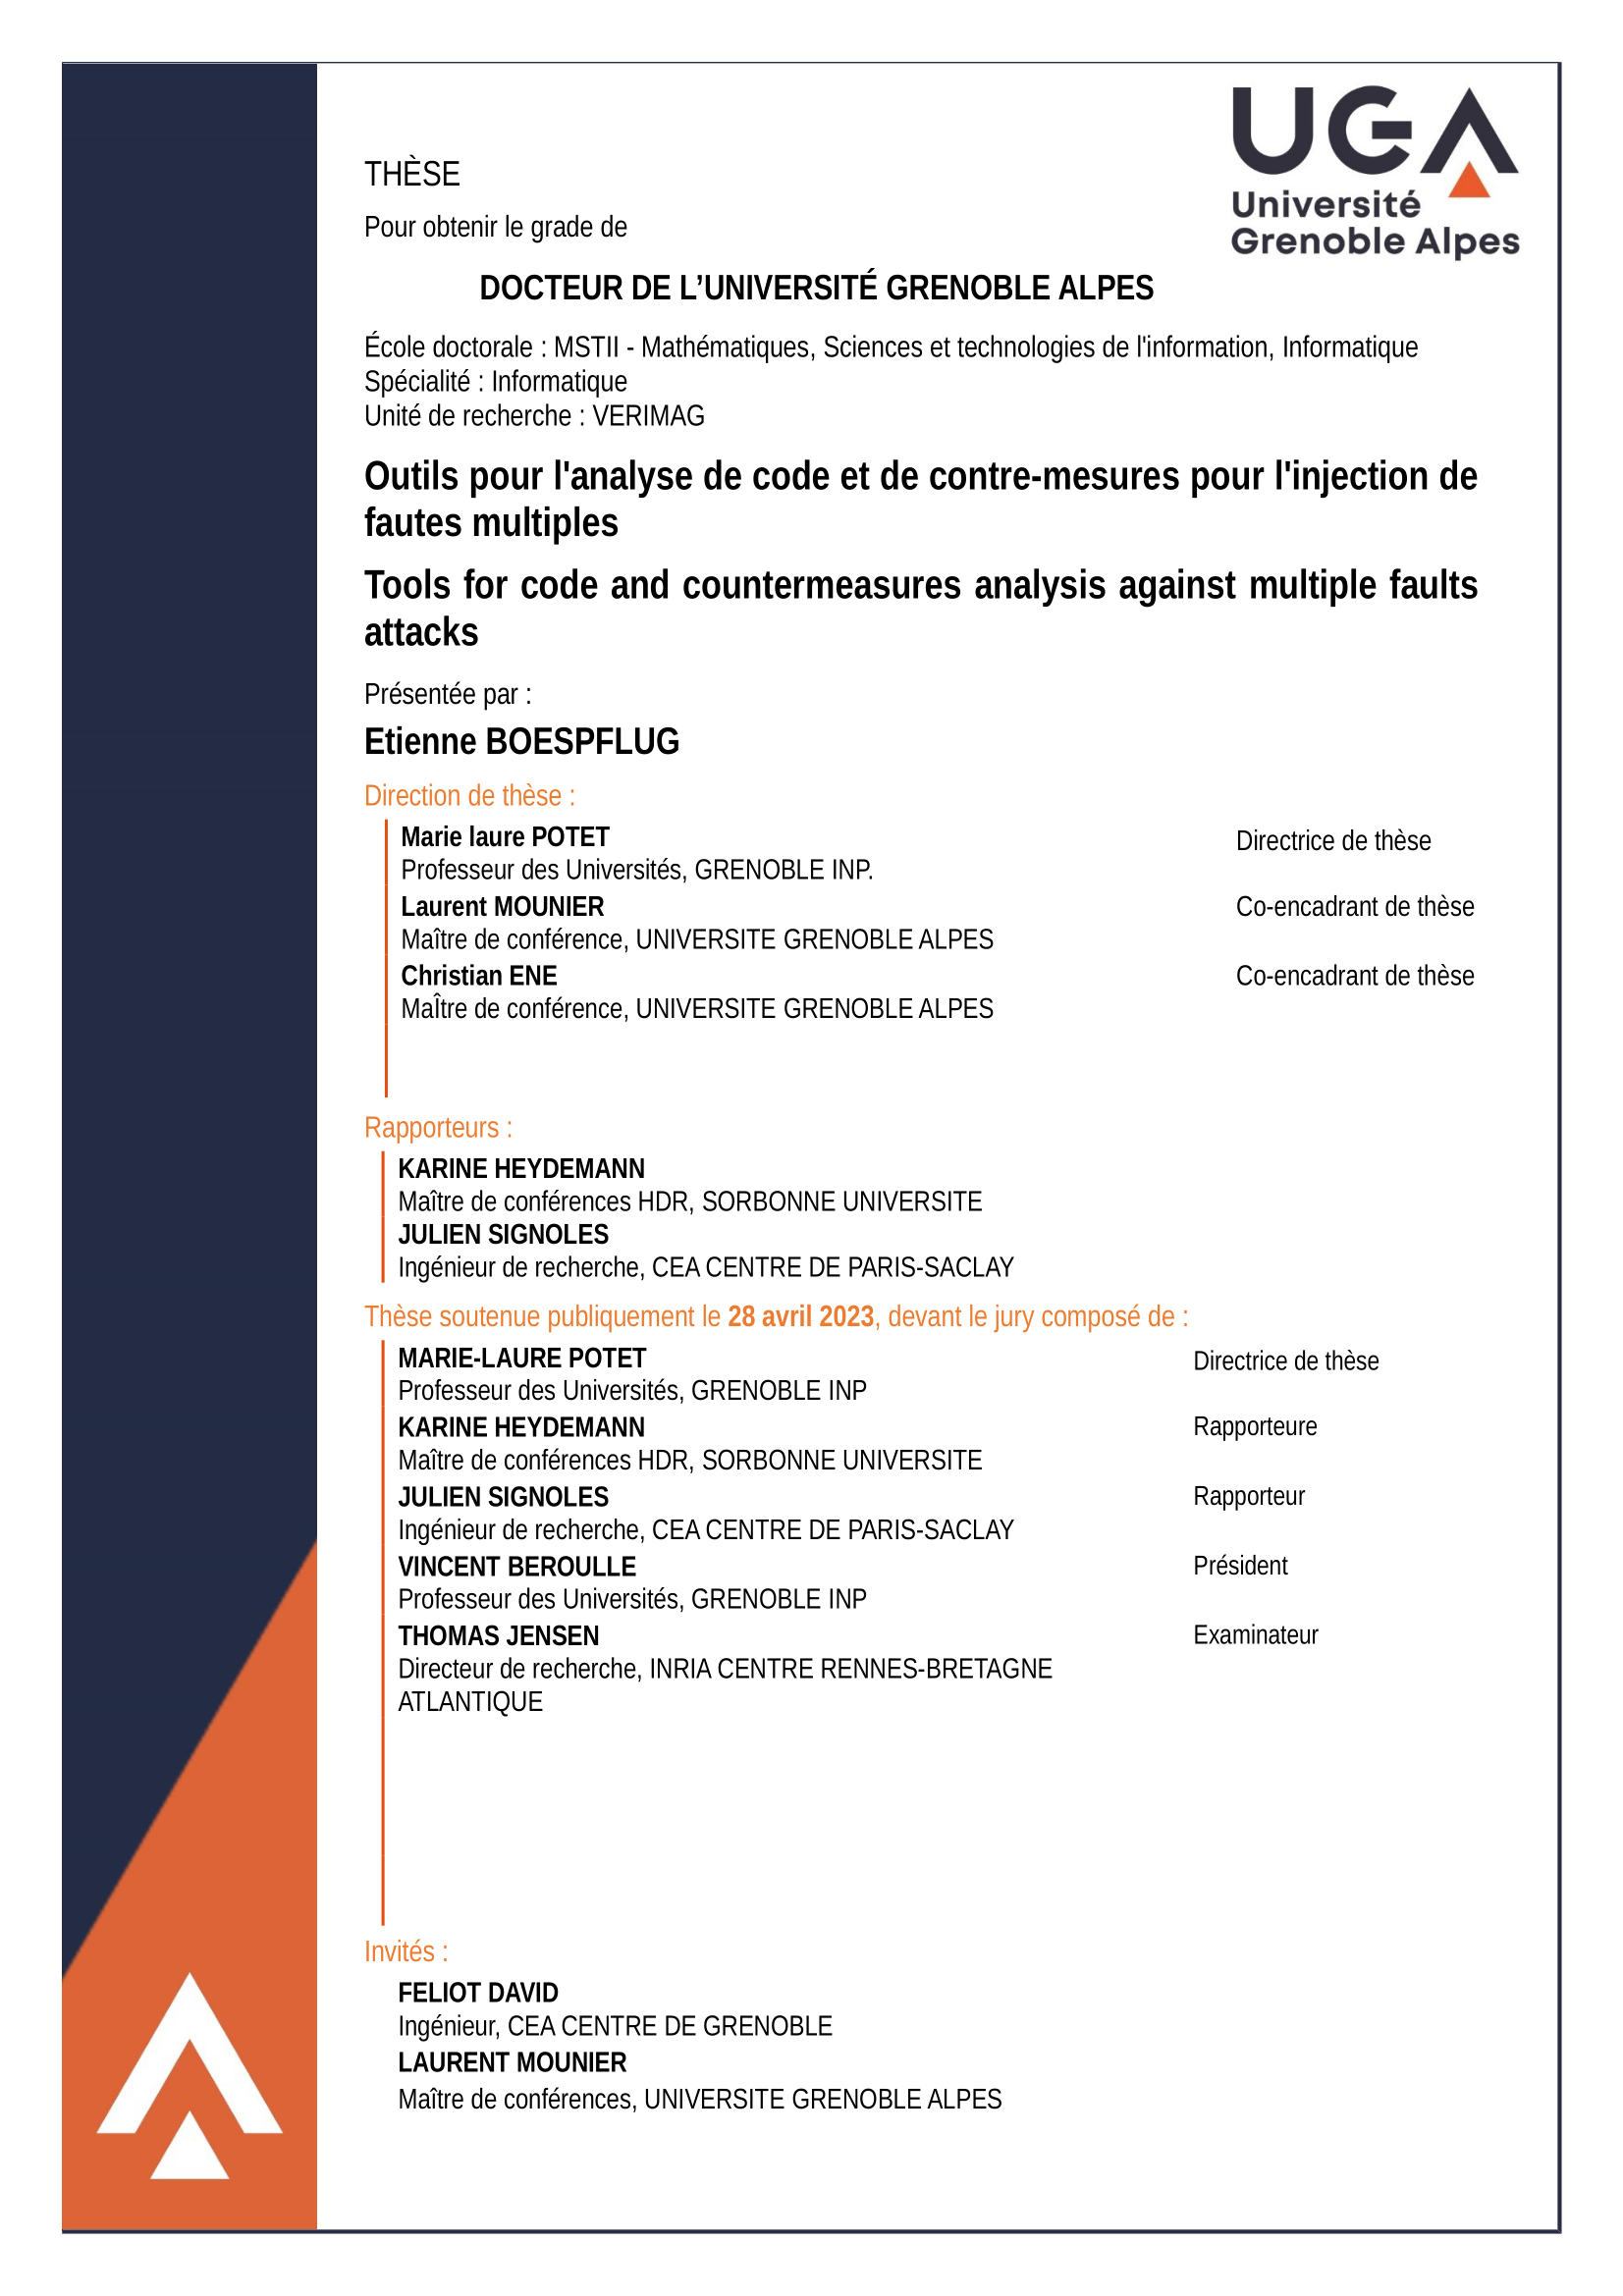 UGA
Université
Grenoble Alpes
THÈSE
Pour obtenir le grade de
DOCTEUR DE L’UNIVERSITÉ GRENOBLE ALPES
École doctorale : MSTII - Mathématiques, Sciences et technologies de l'information, Informatique
Spécialité : Informatique
Unité de recherche : VERIMAG
Outils pour l'analyse de code et de contre-mesures pour l'injection de
fautes multiples
Tools for code and countermeasures analysis against multiple faults
attacks
Présentée par :
Etienne BOESPFLUG
Direction de thèse :
Marie laure POTET Directrice de thèse
Professeur des Universités, GRENOBLE INP.
Laurent MOUNIER Co-encadrant de thèse
Maître de conférence, UNIVERSITE GRENOBLE ALPES
Christian ENE Co-encadrant de thèse
MaÎtre de conférence, UNIVERSITE GRENOBLE ALPES
Rapporteurs :
KARINE HEYDEMANN
Maître de conférences HDR, SORBONNE UNIVERSITE
JULIEN SIGNOLES
Ingénieur de recherche, CEA CENTRE DE PARIS-SACLAY
Thèse soutenue publiquement le 28 avril 2023, devant le jury composé de :
MARIE-LAURE POTET Directrice de thèse
Professeur des Universités, GRENOBLE INP
KARINE HEYDEMANN Rapporteure
Maître de conférences HDR, SORBONNE UNIVERSITE
JULIEN SIGNOLES Rapporteur
Ingénieur de recherche, CEA CENTRE DE PARIS-SACLAY
VINCENT BEROULLE Président
Professeur des Universités, GRENOBLE INP
THOMAS JENSEN Examinateur
Directeur de recherche, INRIA CENTRE RENNES-BRETAGNE
ATLANTIQUE
Invités :
FELIOT DAVID
Ingénieur, CEA CENTRE DE GRENOBLE
LAURENT MOUNIER
Maître de conférences, UNIVERSITE GRENOBLE ALPES